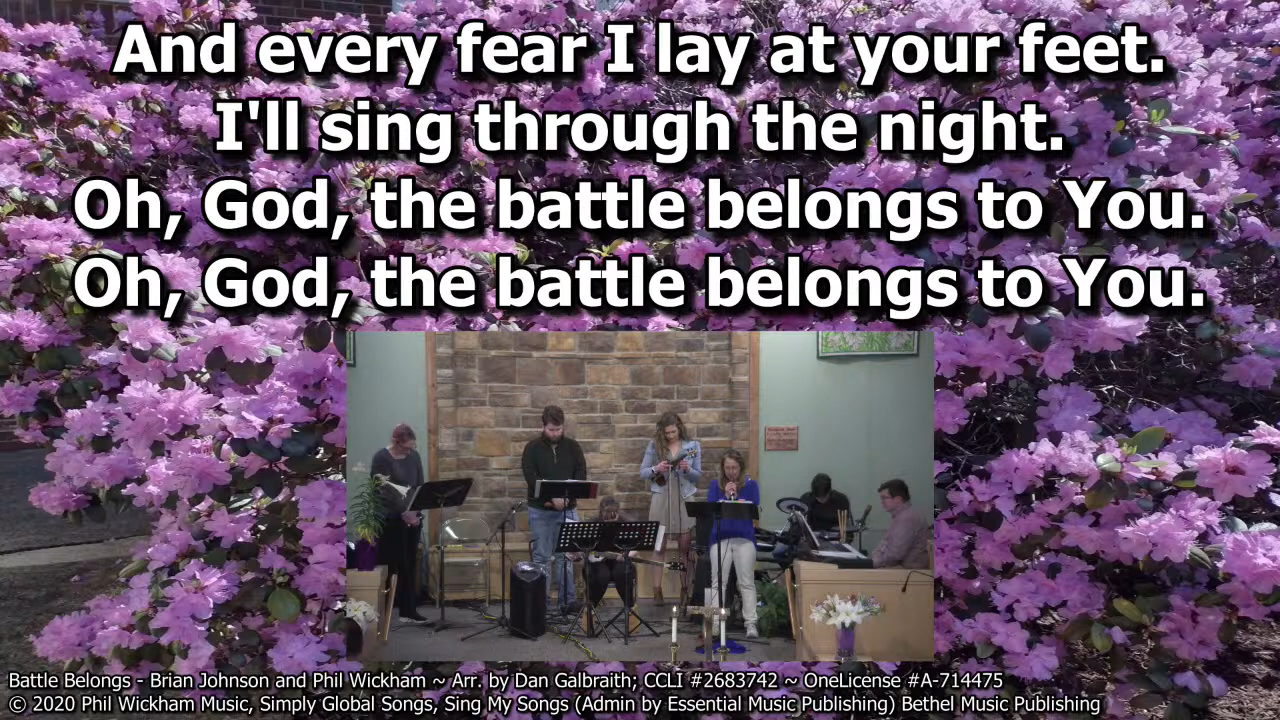 And every fear I lay at your feet.
I'll sing through the night.
Oh, God, the battle belongs to You.
Oh, God, the battle belongs to You.
Battle Belongs - Brian Johnson and Phil Wickham ~ Arr. by Dan Galbraith; CCLI #2683742 ~ OneLicense #A-714475
© 2020 Phil Wickham Music, Simply Global Songs, Sing My Songs (Admin by Essential Music Publishing) Bethel Music Publishing